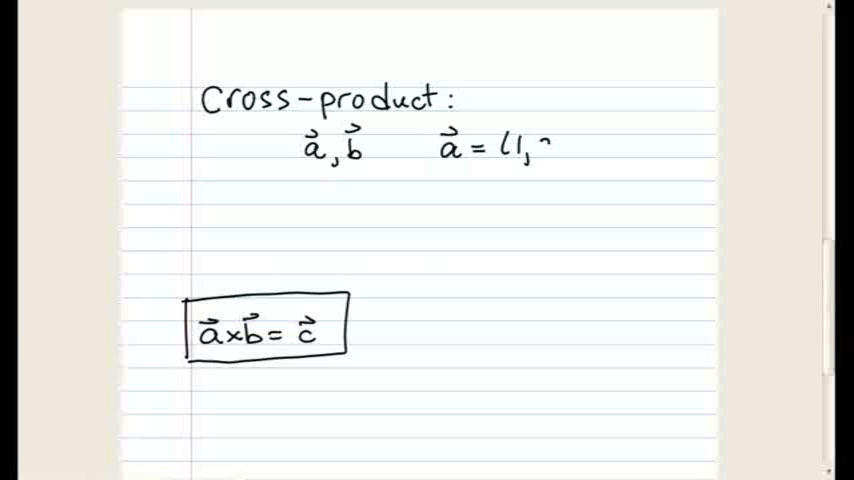 Cross-product:
a⃗, b⃗ a⃗ = (1,
a⃗×b⃗ = c⃗